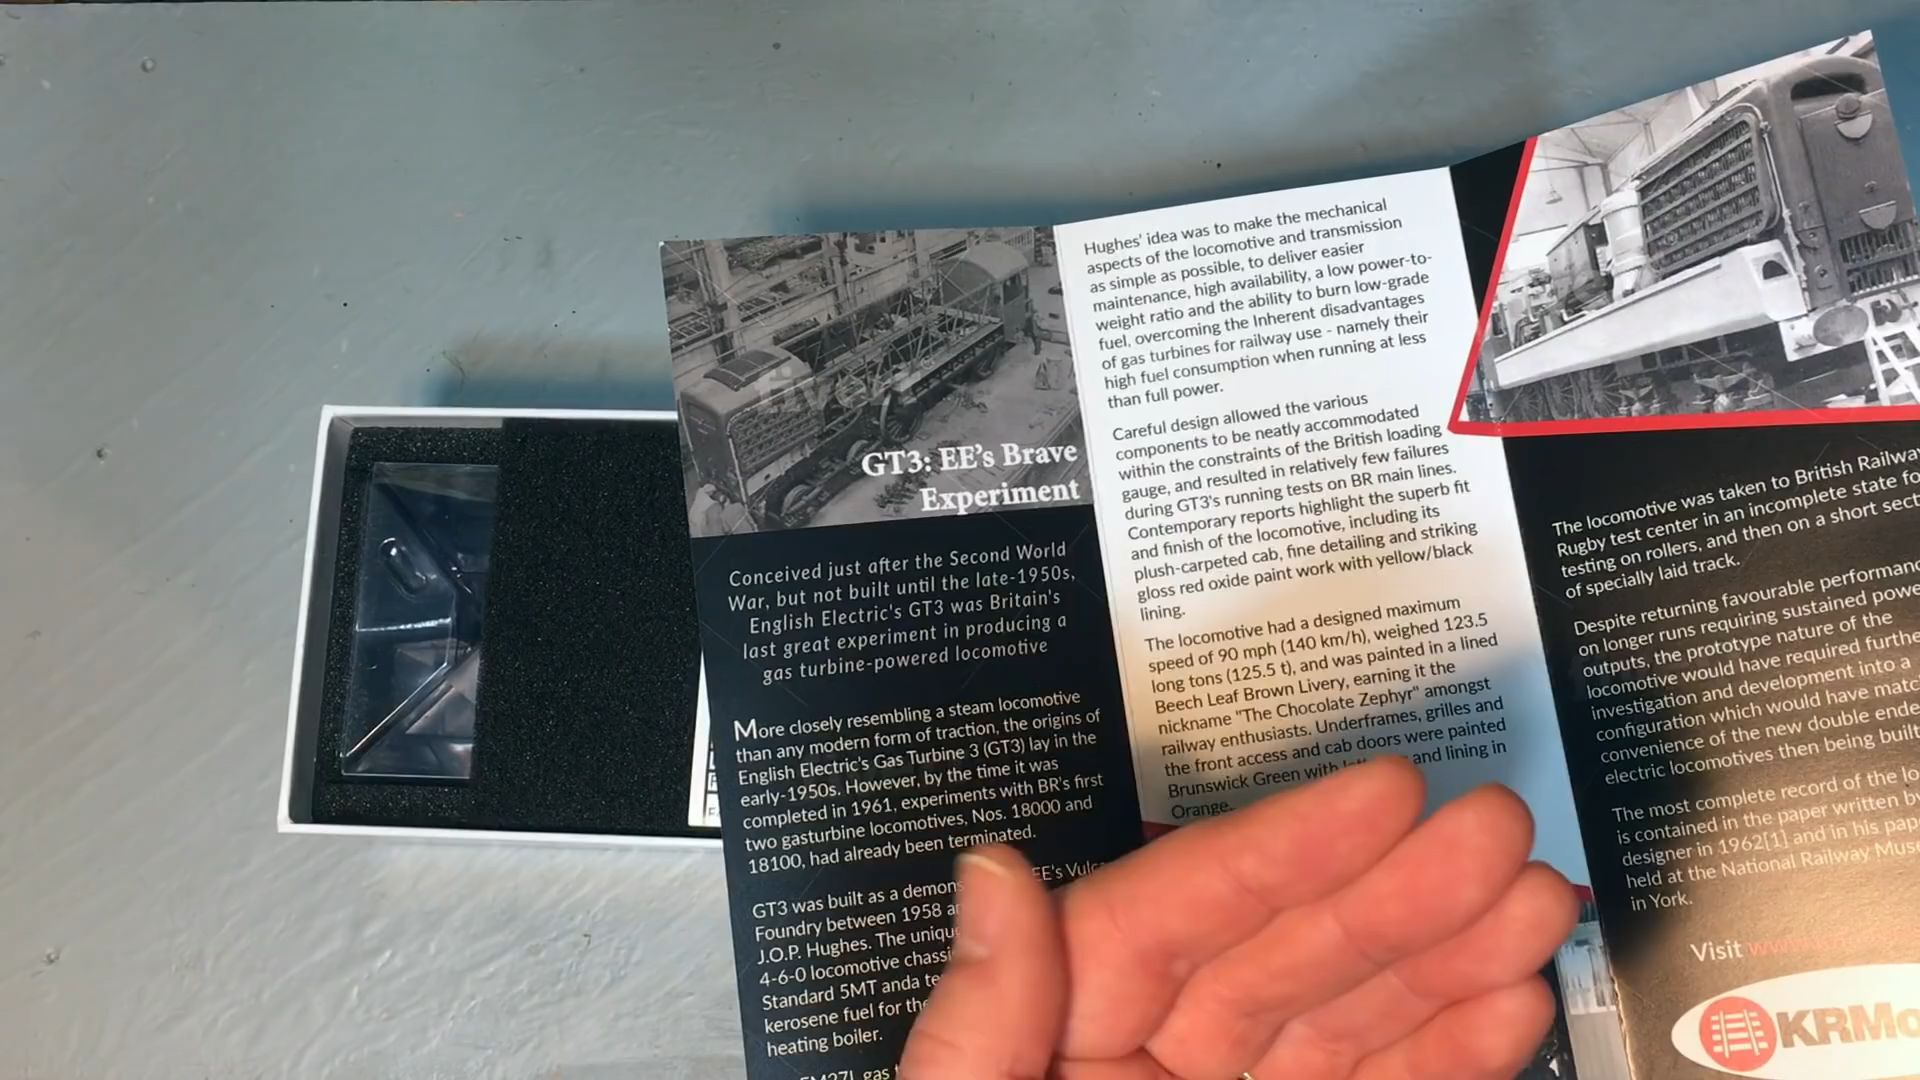 GT3: EE's Brave
Experiment
Conceived just after the Second World
War, but not built until the late-1950s,
English Electric's GT3 was Britain's
last great experiment in producing a
gas turbine-powered locomotive
More closely resembling a steam locomotive
than any modern form of traction, the origins of
English Electric's Gas Turbine 3 (GT3) lay in the
early-1950s. However, by the time it was
completed in 1961, experiments with BR's first
two gasturbine locomotives, Nos. 18000 and
18100, had already been terminated.
GT3 was built as a EE's
Foundry between 1958
J.O.P. Hughes. The
4-6-0 locomotive
Standard 5MT anda
kerosene fuel for
heating boiler.
gas
Hughes' idea was to make the mechanical
aspects of the locomotive and transmission
as simple as possible, to deliver easier
maintenance, high availability, a low power-to-
weight ratio and the ability to burn low-grade
fuel, overcoming the Inherent disadvantages
of gas turbines for railway use - namely their
high fuel consumption when running at less
than full power.
Careful design allowed the various
components to be neatly accommodated
within the constraints of the British loading
gauge, and resulted in relatively few failures
during GT3's running tests on BR main lines.
Contemporary reports highlight the superb fit
and finish of the locomotive, including its
plush-carpeted cab, fine detailing and striking
gloss red oxide paint work with yellow/black
lining.
The locomotive had a designed maximum
speed of 90 mph (140 km/h), weighed 123.5
long tons (125.5 t), and was painted in a lined
Beech Leaf Brown Livery, earning it the
nickname "The Chocolate Zephyr" amongst
railway enthusiasts. Underframes, grilles and
the front access and cab doors were painted
Brunswick Green with and lining in
Orange.
The locomotive was taken to British
Rugby test center in an incomplete state
testing on rollers, and then on a short
of specially laid track.
Despite returning favourable
on longer runs requiring sustained
outputs, the prototype nature of the
locomotive would have required
investigation and development into a
configuration which would have
convenience of the new double
electric locomotives then being built
The most complete record of the
is contained in the paper written
designer in 1962[1] and in his
held at the National Railway
in York.
Visit